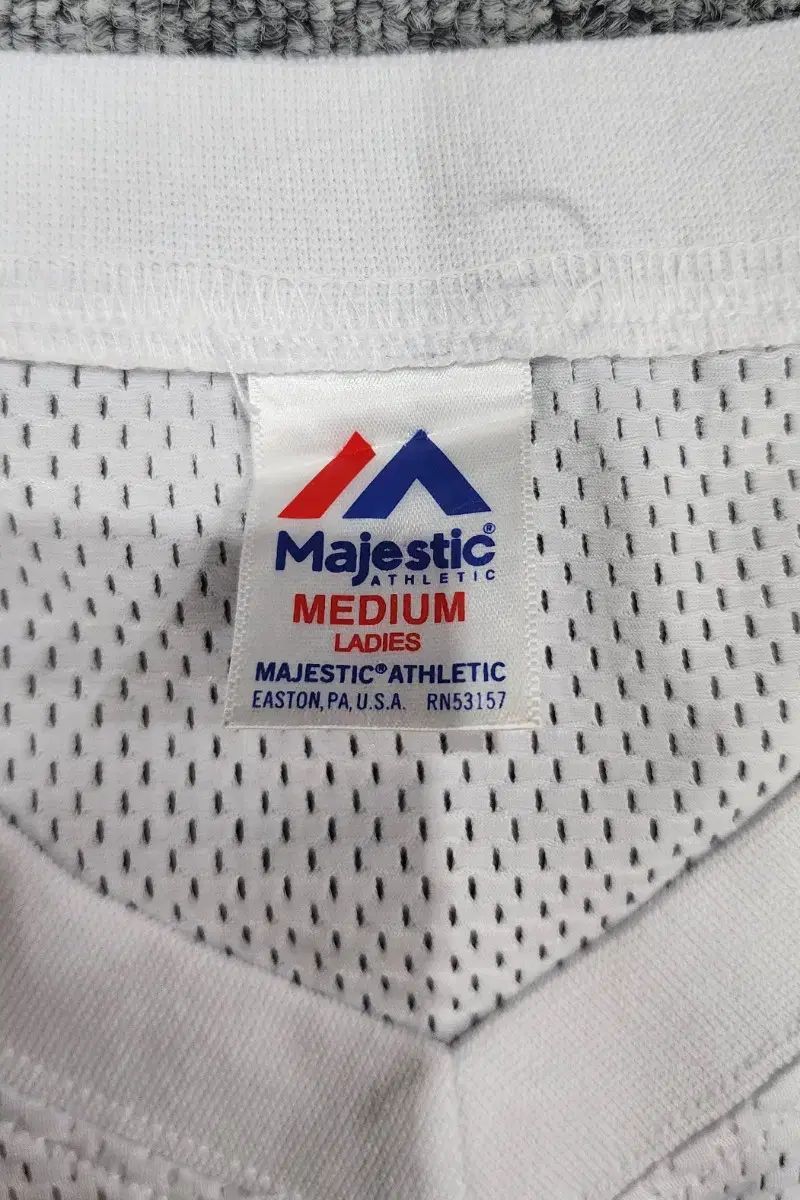 Majestic®
ATHLETIC
MEDIUM
LADIES
MAJESTIC® ATHLETIC
EASTON, PA, U.S.A. RN53157